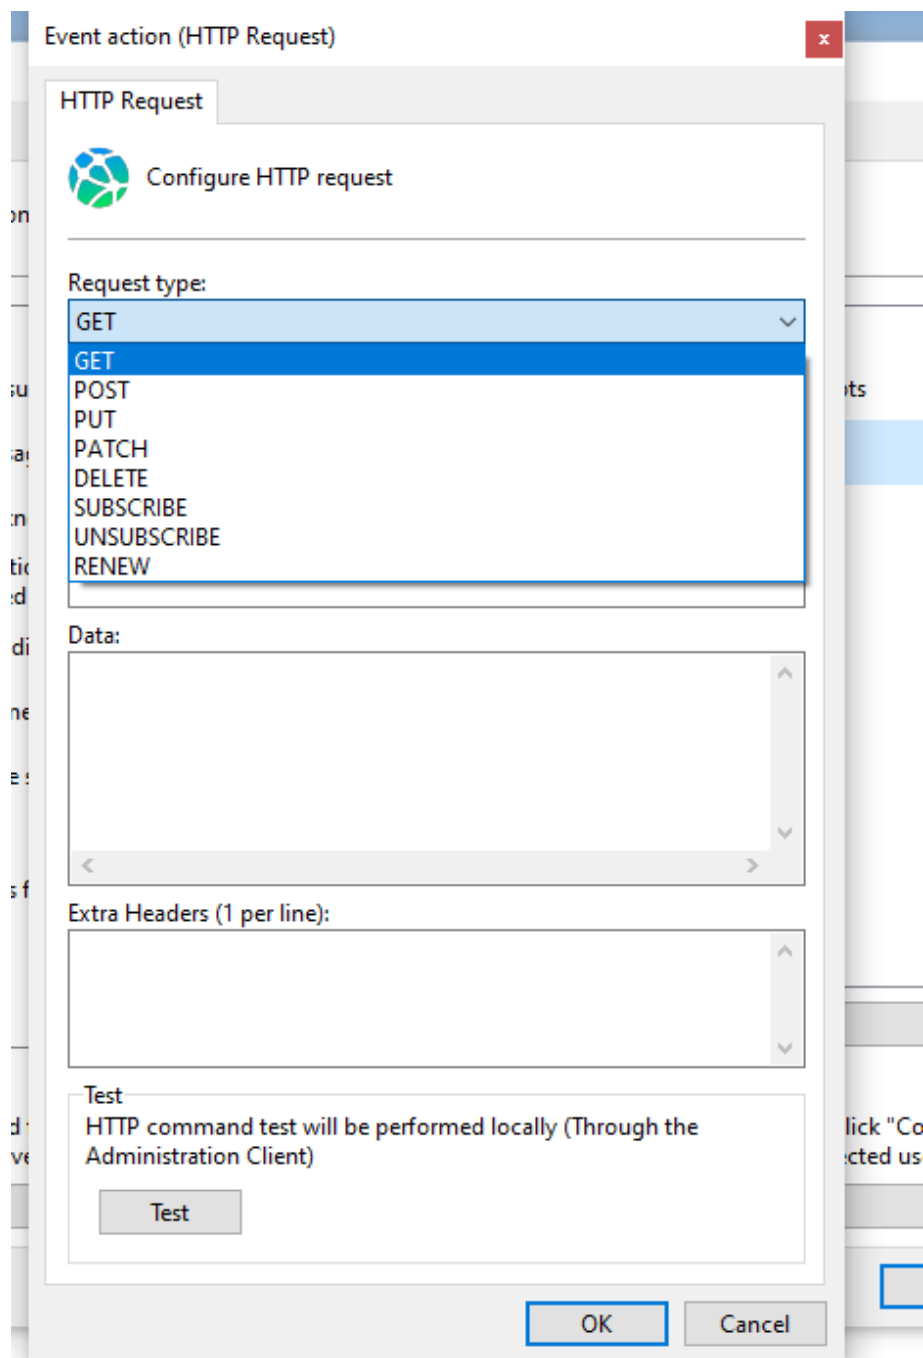 Event action (HTTP Request)
x
HTTP Request
Configure HTTP request
Request type:
GET
GET
POST
PUT
PATCH
DELETE
SUBSCRIBE
UNSUBSCRIBE
RENEW
Data:
Extra Headers (1 per line):
Test
HTTP command test will be performed locally (Through the
Administration Client)
Test
OK
Cancel
lick "Co